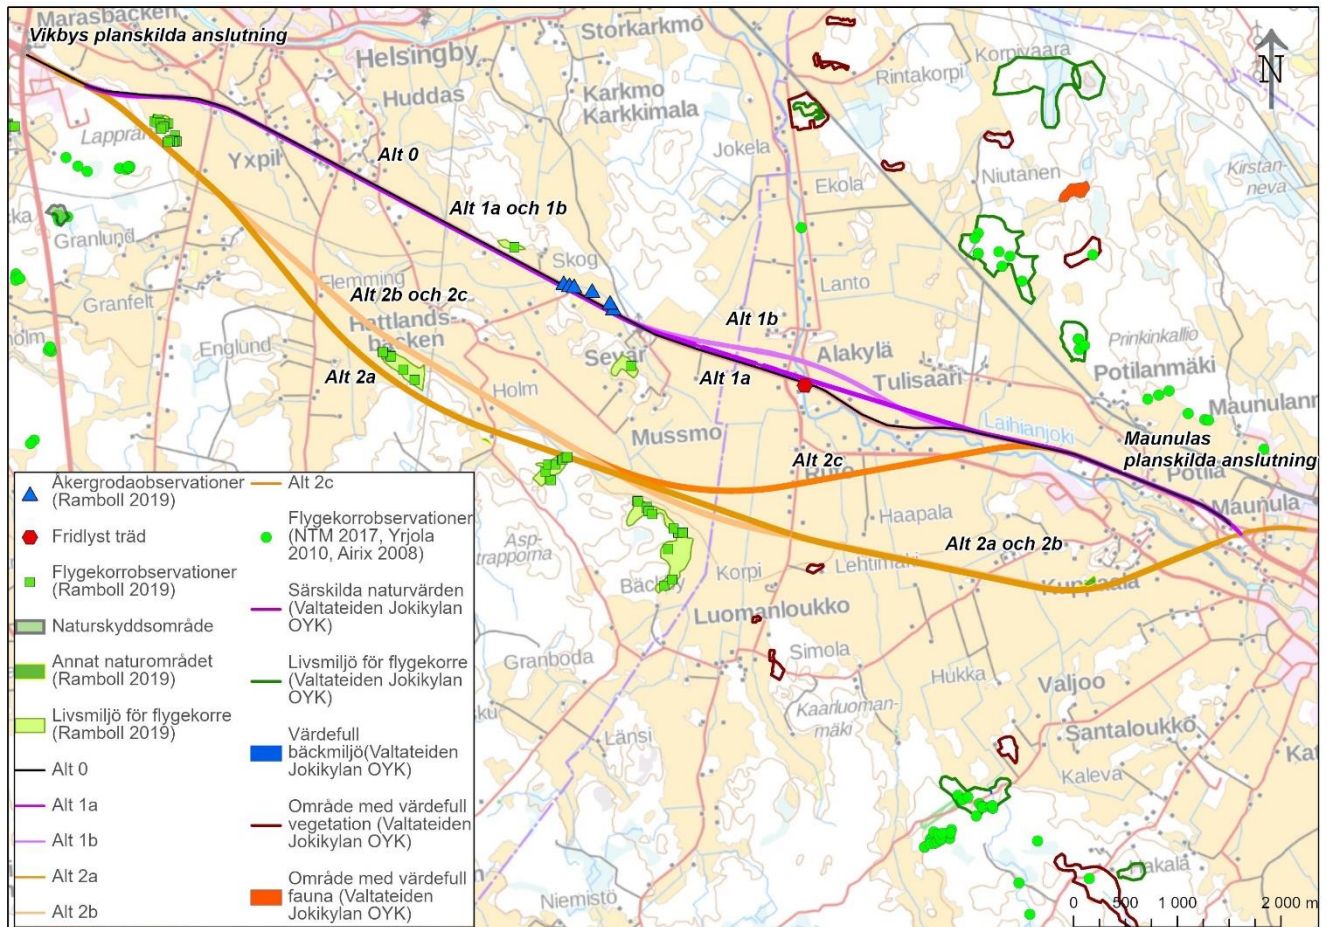 Marasbacken
Vikbys planskilda anslutning
Helsingby
Storkarkmo
Korpivaara
Rintakorpi
N
Huddas
Karkmo
Karkkimala
Yxpil
Alt 0
Jokela
Niutanen
Kirstan-
neva
Ekola
Alt 1a och 1b
Granlund
Skog
Flemming
Lanto
Granfelt
Alt 2b och 2c
Hattlands-
backen
Alt 1b
Prinkinkallio
Englund
Sevar
Alakylä
Potilanmäki
Alt 2a
Alt 1a
Tulisaari
Holm
Maunulanm
Laihianjoki
Mussmo
Maunulas
planskilda anslutning
Alt 2c
Ruto
Potila
Maunula
Haapala
Asp-
trapporna
Alt 2a och 2b
Korpi
Lehtimäki
Bäckby
Luomanloukko
Granboda
Simola
Hukka
Valjoo
Kaarluoman-
mäki
Länsi
Santaloukko
Kaleva
Hakala
Niemistö
Åkergrodaobservationer
(Ramboll 2019)
Fridlyst träd
Flygekorrobservationer
(Ramboll 2019)
Naturskyddsområde
Annat naturområdet
(Ramboll 2019)
Livsmiljö för flygekorre
(Ramboll 2019)
Alt 0
Alt 1a
Alt 1b
Alt 2a
Alt 2b
Alt 2c
Flygekorrobservationer
(NTM 2017, Yrjola
2010, Airix 2008)
Särskilda naturvärden
(Valtateiden Jokikylan
OYK)
Livsmiljö för flygekorre
(Valtateiden Jokikylan
OYK)
Värdefull
bäckmiljö(Valtateiden
Jokikylan OYK)
Område med värdefull
vegetation (Valtateiden
Jokikylan OYK)
Område med värdefull
fauna (Valtateiden
Jokikylan OYK)
0 500 1 000 2 000 m